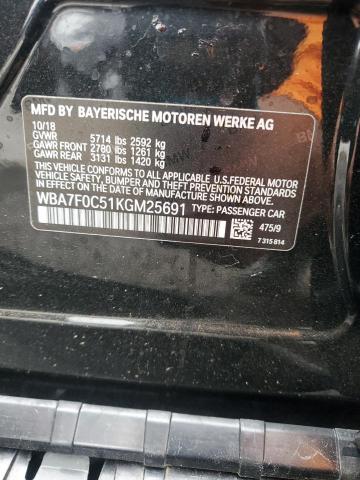 MFD BY BAYERISCHE MOTOREN WERKE AG
10/18
GVWR 5714 lbs 2592 kg
GAWR FRONT 2780 lbs 1261 kg
GAWR REAR 3131 lbs 1420 kg
THIS VEHICLE CONFORMS TO ALL APPLICABLE U.S.FEDERAL MOTOR
VEHICLE SAFETY, BUMPER, AND THEFT PREVENTION STANDARDS
IN EFFECT ON THE DATE OF MANUFACTURE SHOWN ABOVE.
WBA7F0C51KGM25691 TYPE: PASSENGER CAR
475/9
7 315 814